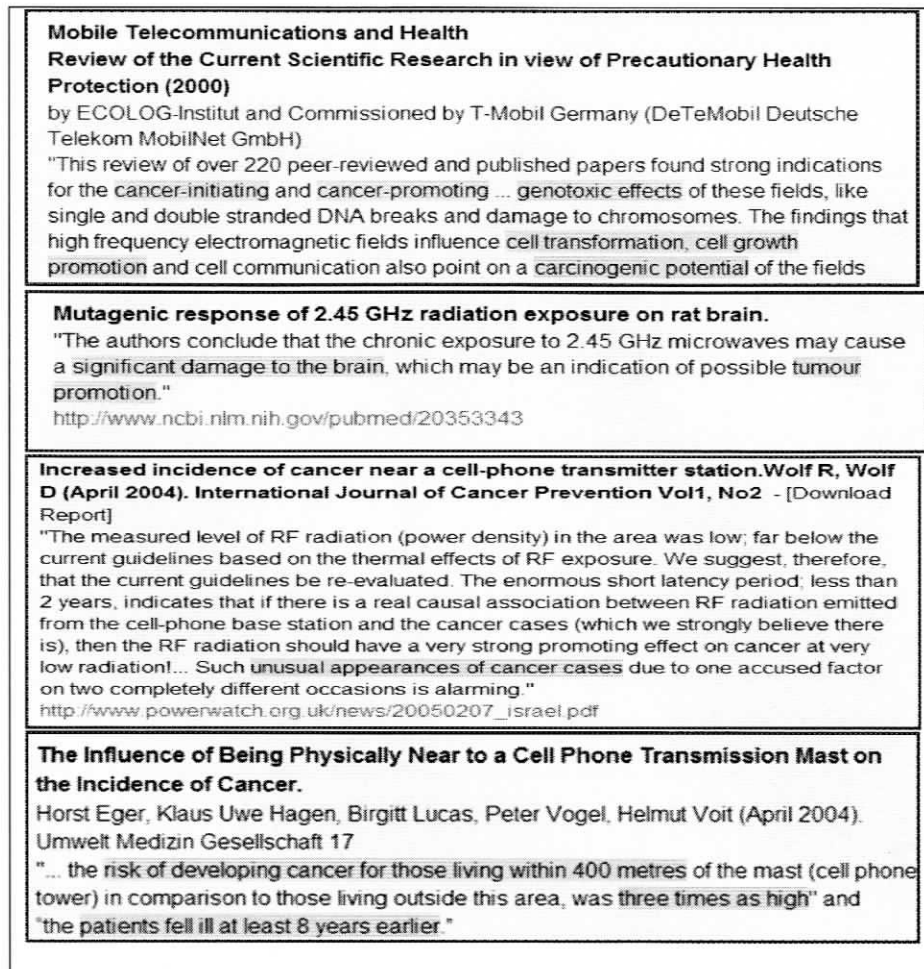 Mobile Telecommunications and Health
Review of the Current Scientific Research in view of Precautionary Health
Protection (2000)
by ECOLOG-Institut and Commissioned by T-Mobil Germany (DeTeMobil Deutsche
Telekom MobilNet GmbH)
"This review of over 220 peer-reviewed and published papers found strong indications
for the cancer-initiating and cancer-promoting ... genotoxic effects of these fields, like
single and double stranded DNA breaks and damage to chromosomes. The findings that
high frequency electromagnetic fields influence cell transformation, cell growth
promotion and cell communication also point on a carcinogenic potential of the fields
Mutagenic response of 2.45 GHz radiation exposure on rat brain.
"The authors conclude that the chronic exposure to 2.45 GHz microwaves may cause
a significant damage to the brain, which may be an indication of possible tumour
promotion."
http://www.ncbi.nlm.nih.gov/pubmed/20353343
Increased incidence of cancer near a cell-phone transmitter station.Wolf R, Wolf
D (April 2004). International Journal of Cancer Prevention Vol1, No2 - [Download
Report]
"The measured level of RF radiation (power density) in the area was low; far below the
current guidelines based on the thermal effects of RF exposure. We suggest, therefore,
that the current guidelines be re-evaluated. The enormous short latency period; less than
2 years, indicates that if there is a real causal association between RF radiation emitted
from the cell-phone base station and the cancer cases (which we strongly believe there
is), then the RF radiation should have a very strong promoting effect on cancer at very
low radiation!... Such unusual appearances of cancer cases due to one accused factor
on two completely different occasions is alarming."
http://www.powerwatch.org.uk/news/20050207_israel.pdf
The Influence of Being Physically Near to a Cell Phone Transmission Mast on
the Incidence of Cancer.
Horst Eger, Klaus Uwe Hagen, Birgitt Lucas, Peter Vogel, Helmut Voit (April 2004).
Umwelt Medizin Gesellschaft 17
"... the risk of developing cancer for those living within 400 metres of the mast (cell phone
tower) in comparison to those living outside this area, was three times as high" and
"the patients fell ill at least 8 years earlier."